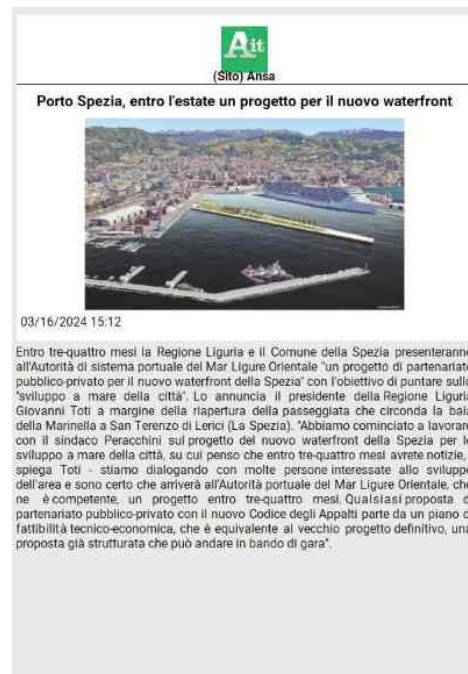 Ait
(Sito) Ansa
Porto Spezia, entro l'estate un progetto per il nuovo waterfront
03/16/2024 15:12
Entro tre-quattro mesi la Regione Liguria e il Comune della Spezia presenteranno
all'Autorità di sistema portuale del Mar Ligure Orientale "un progetto di partenariato
pubblico-privato per il nuovo waterfront della Spezia" con l'obiettivo di puntare sullo
"sviluppo a mare della città". Lo annuncia il presidente della Regione Liguria
Giovanni Toti a margine della riapertura della passeggiata che circonda la baia
della Marinella a San Terenzo di Lerici (La Spezia). "Abbiamo cominciato a lavorare
con il sindaco Peracchini sul progetto del nuovo waterfront della Spezia per lo
sviluppo a mare della città, su cui penso che entro tre-quattro mesi avrete notizie,
spiega Toti - stiamo dialogando con molte persone interessate allo sviluppo
dell'area e sono certo che arriverà all'Autorità portuale del Mar Ligure Orientale, che
ne è competente, un progetto entro tre-quattro mesi. Qualsiasi proposta d
partenariato pubblico-privato con il nuovo Codice degli Appalti parte da un piano d
fattibilità tecnico-economica, che è equivalente al vecchio progetto definitivo, una
proposta già strutturata che può andare in bando di gara".